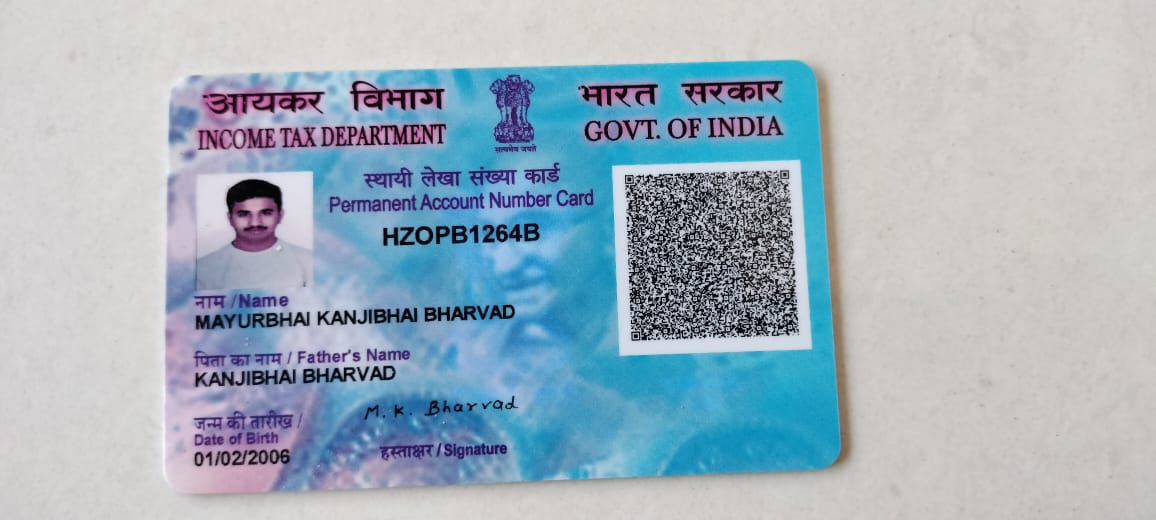 आयकर विभाग
INCOME TAX DEPARTMENT
सत्यमेव जयते
भारत सरकार
GOVT. OF INDIA
स्थायी लेखा संख्या कार्ड
Permanent Account Number Card
HZOPB1264B
नाम / Name
MAYURBHAI KANJIBHAI BHARVAD
पिता का नाम / Father's Name
KANJIBHAI BHARVAD
जन्म की तारीख /
Date of Birth
01/02/2006
M. K. Bharvad
हस्ताक्षर / Signature